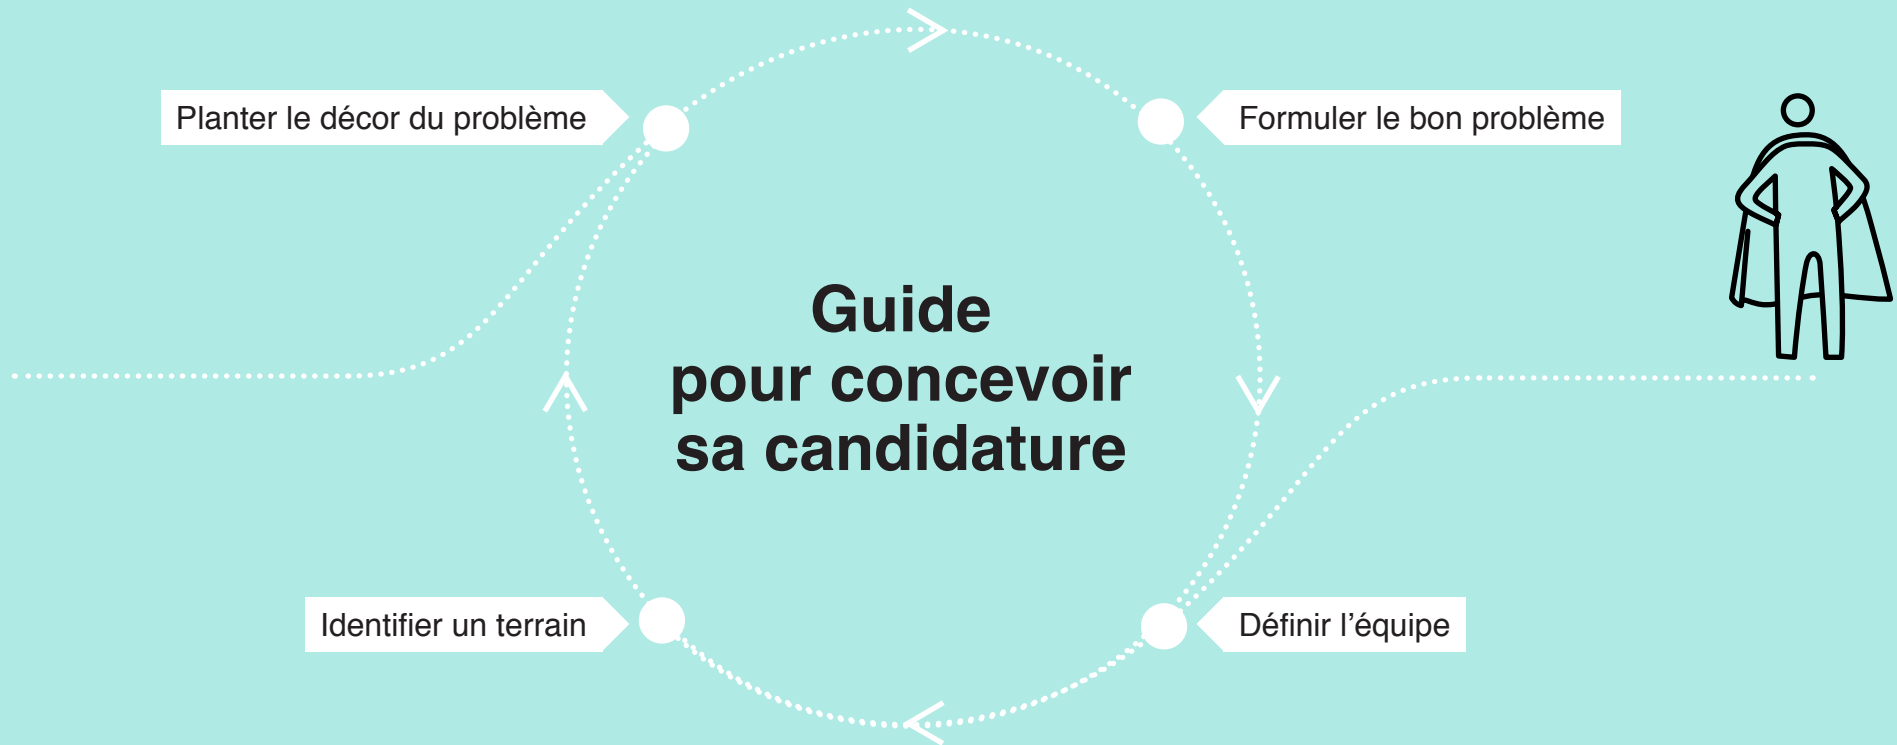 Planter le décor du problème
Formuler le bon problème
Guide
pour concevoir
sa candidature
Identifier un terrain
Définir l’équipe